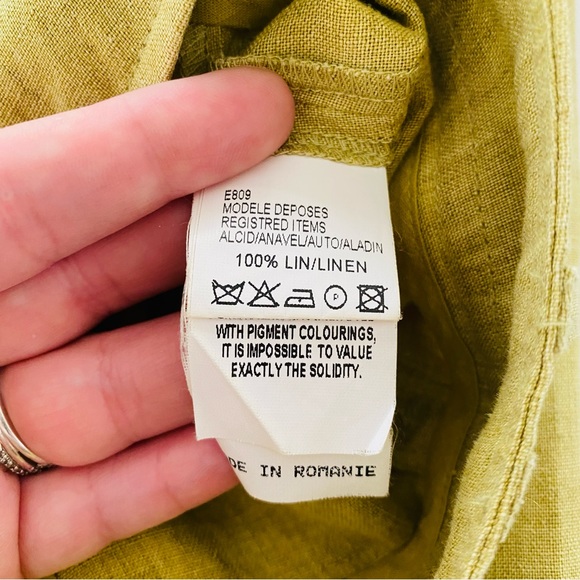 E809
MODELE DEPOSES
REGISTRED ITEMS
ALCID/ANAVEL/AUTO/ALADIN
100% LIN/LINEN
P
WITH PIGMENT COLOURINGS,
IT IS IMPOSSIBLE TO VALUE
EXACTLY THE SOLIDITY.
DE IN ROMANIE